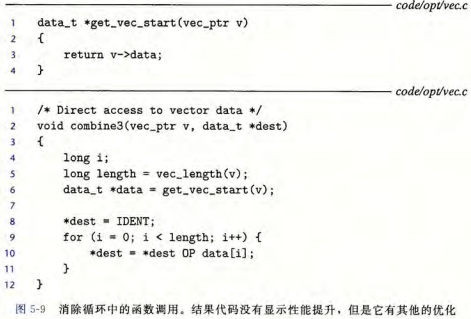 code/opt/vec.c
1 data_t *get_vec_start(vec_ptr v)
2 {
3     return v->data;
4 }
code/opt/vec.c
1 /* Direct access to vector data */
2 void combine3(vec_ptr v, data_t *dest)
3 {
4     long i;
5     long length = vec_length(v);
6     data_t *data = get_vec_start(v);
7
8     *dest = IDENT;
9     for (i = 0; i < length; i++) {
10         *dest = *dest OP data[i];
11     }
12 }
图 5-9 消除循环中的函数调用。结果代码没有显示性能提升，但是它有其他的优化